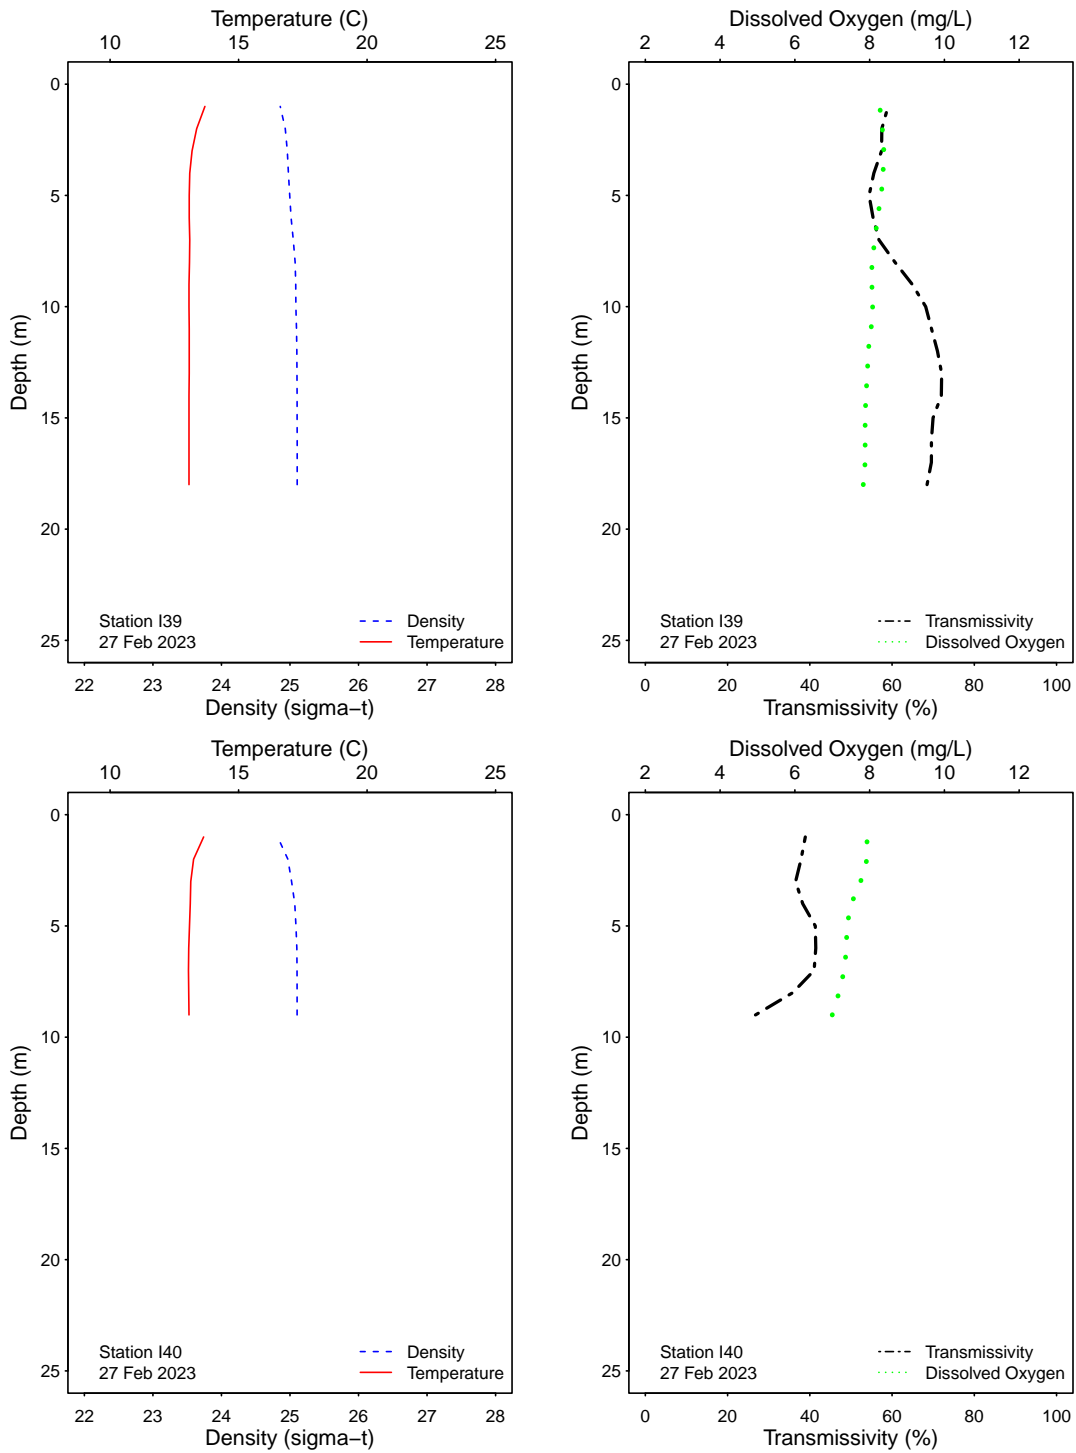 Temperature (C)
10 15 20 25
0
5
10
15
20
25
Depth (m)
Station I39
27 Feb 2023
Density
Temperature
22 23 24 25 26 27 28
Density (sigma−t)
Dissolved Oxygen (mg/L)
2 4 6 8 10 12
0
5
10
15
20
25
Depth (m)
Station I39
27 Feb 2023
Transmissivity
Dissolved Oxygen
0 20 40 60 80 100
Transmissivity (%)
Temperature (C)
10 15 20 25
0
5
10
15
20
25
Depth (m)
Station I40
27 Feb 2023
Density
Temperature
22 23 24 25 26 27 28
Density (sigma−t)
Dissolved Oxygen (mg/L)
2 4 6 8 10 12
0
5
10
15
20
25
Depth (m)
Station I40
27 Feb 2023
Transmissivity
Dissolved Oxygen
0 20 40 60 80 100
Transmissivity (%)